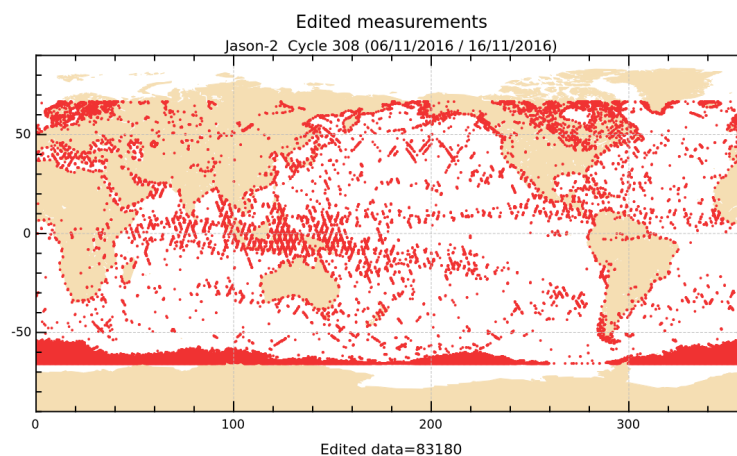 Edited measurements
Jason-2 Cycle 308 (06/11/2016 / 16/11/2016)
50
0
-50
0 100 200 300
Edited data=83180